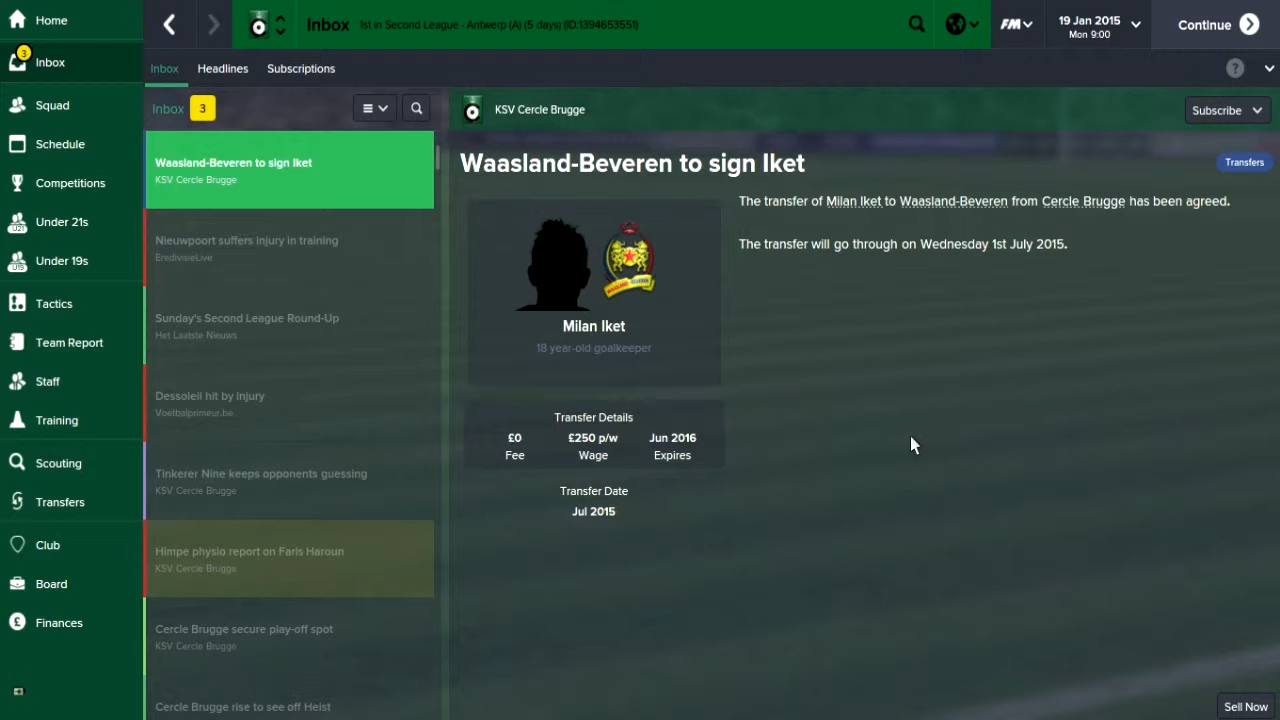 Home
Inbox
1st in Second League - Antwerp (A) (5 days) (ID:1394653551)
FM
19 Jan 2015
Mon 9:00
Continue
3
Inbox
Squad
Schedule
Competitions
Under 21s
U21
Under 19s
U19
Tactics
Team Report
Staff
Training
Scouting
Transfers
Club
Board
Finances
Inbox
Headlines
Subscriptions
?
Inbox 3
Waasland-Beveren to sign Iket
KSV Cercle Brugge
Nieuwpoort suffers injury in training
EredivisieLive
Sunday's Second League Round-Up
Het Laatste Nieuws
Dessoleil hit by injury
Voetbalprimeur.be
Tinkerer Nine keeps opponents guessing
KSV Cercle Brugge
Himpe physio report on Faris Haroun
KSV Cercle Brugge
Cercle Brugge secure play-off spot
KSV Cercle Brugge
Cercle Brugge rise to see off Heist
KSV Cercle Brugge
Subscribe
Waasland-Beveren to sign Iket
Transfers
The transfer of Milan Iket to Waasland-Beveren from Cercle Brugge has been agreed.
The transfer will go through on Wednesday 1st July 2015.
Milan Iket
18 year-old goalkeeper
Transfer Details
£0 £250 p/w Jun 2016
Fee Wage Expires
Transfer Date
Jul 2015
Sell Now